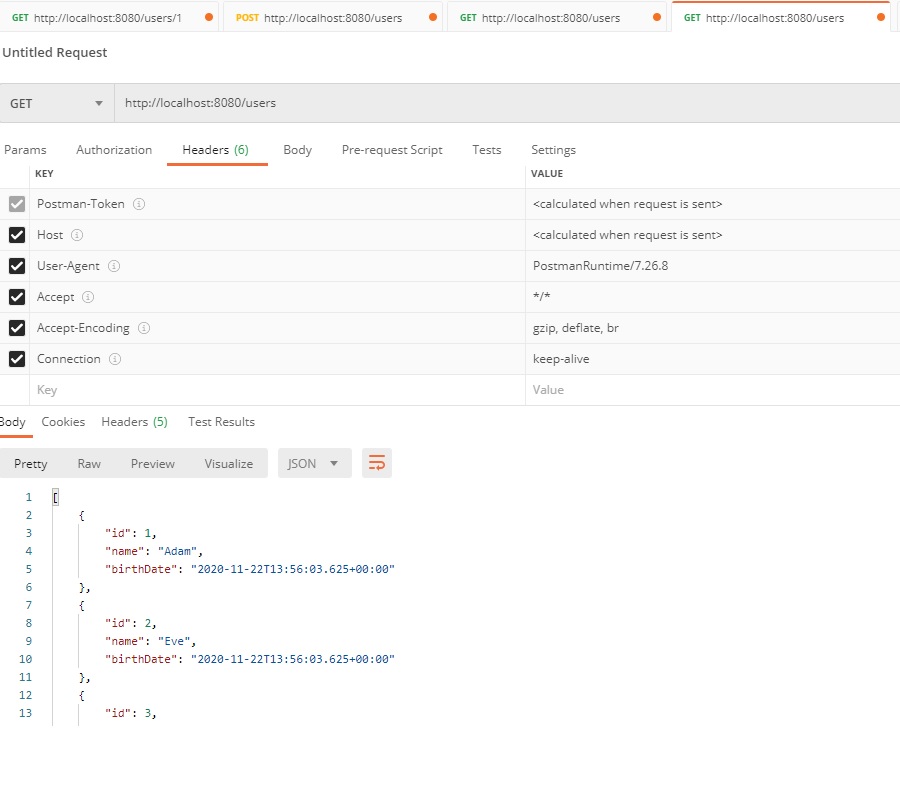 GET http://localhost:8080/users/1 POST http://localhost:8080/users GET http://localhost:8080/users GET http://localhost:8080/users
Untitled Request
GET http://localhost:8080/users
Params Authorization Headers (6) Body Pre-request Script Tests Settings
KEY VALUE
Postman-Token <calculated when request is sent>
Host <calculated when request is sent>
User-Agent PostmanRuntime/7.26.8
Accept */*
Accept-Encoding gzip, deflate, br
Connection keep-alive
Key Value
Body Cookies Headers (5) Test Results
Pretty Raw Preview Visualize JSON
1 [
2 {
3 "id": 1,
4 "name": "Adam",
5 "birthDate": "2020-11-22T13:56:03.625+00:00"
6 },
7 {
8 "id": 2,
9 "name": "Eve",
10 "birthDate": "2020-11-22T13:56:03.625+00:00"
11 },
12 {
13 "id": 3,